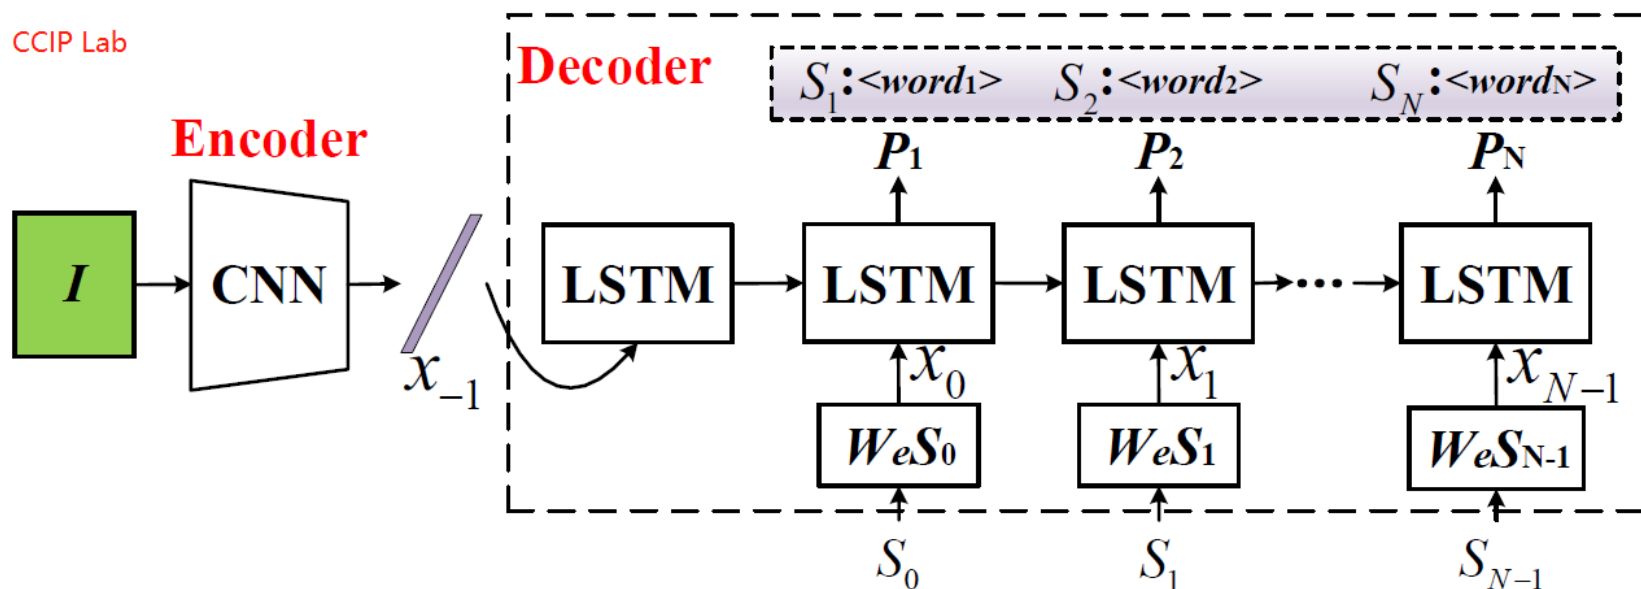 CCIP Lab
Decoder
S1:<word1> S2:<word2> SN:<wordN>
Encoder
P1 P2 PN
I
CNN
LSTM LSTM LSTM ... LSTM
x-1
x0 x1 xN-1
WeS0 WeS1 WeSN-1
S0 S1 SN-1